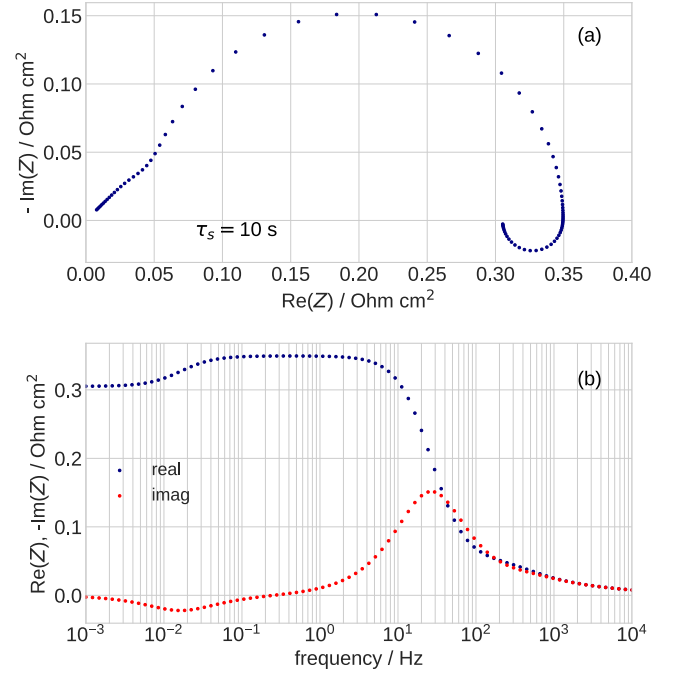 0.15
(a)
0.10
0.05
0.00
τₛ = 10 s
- Im(Z) / Ohm cm²
0.00 0.05 0.10 0.15 0.20 0.25 0.30 0.35 0.40
Re(Z) / Ohm cm²
(b)
0.3
0.2
real
imag
0.1
0.0
Re(Z), -Im(Z) / Ohm cm²
10⁻³ 10⁻² 10⁻¹ 10⁰ 10¹ 10² 10³ 10⁴
frequency / Hz